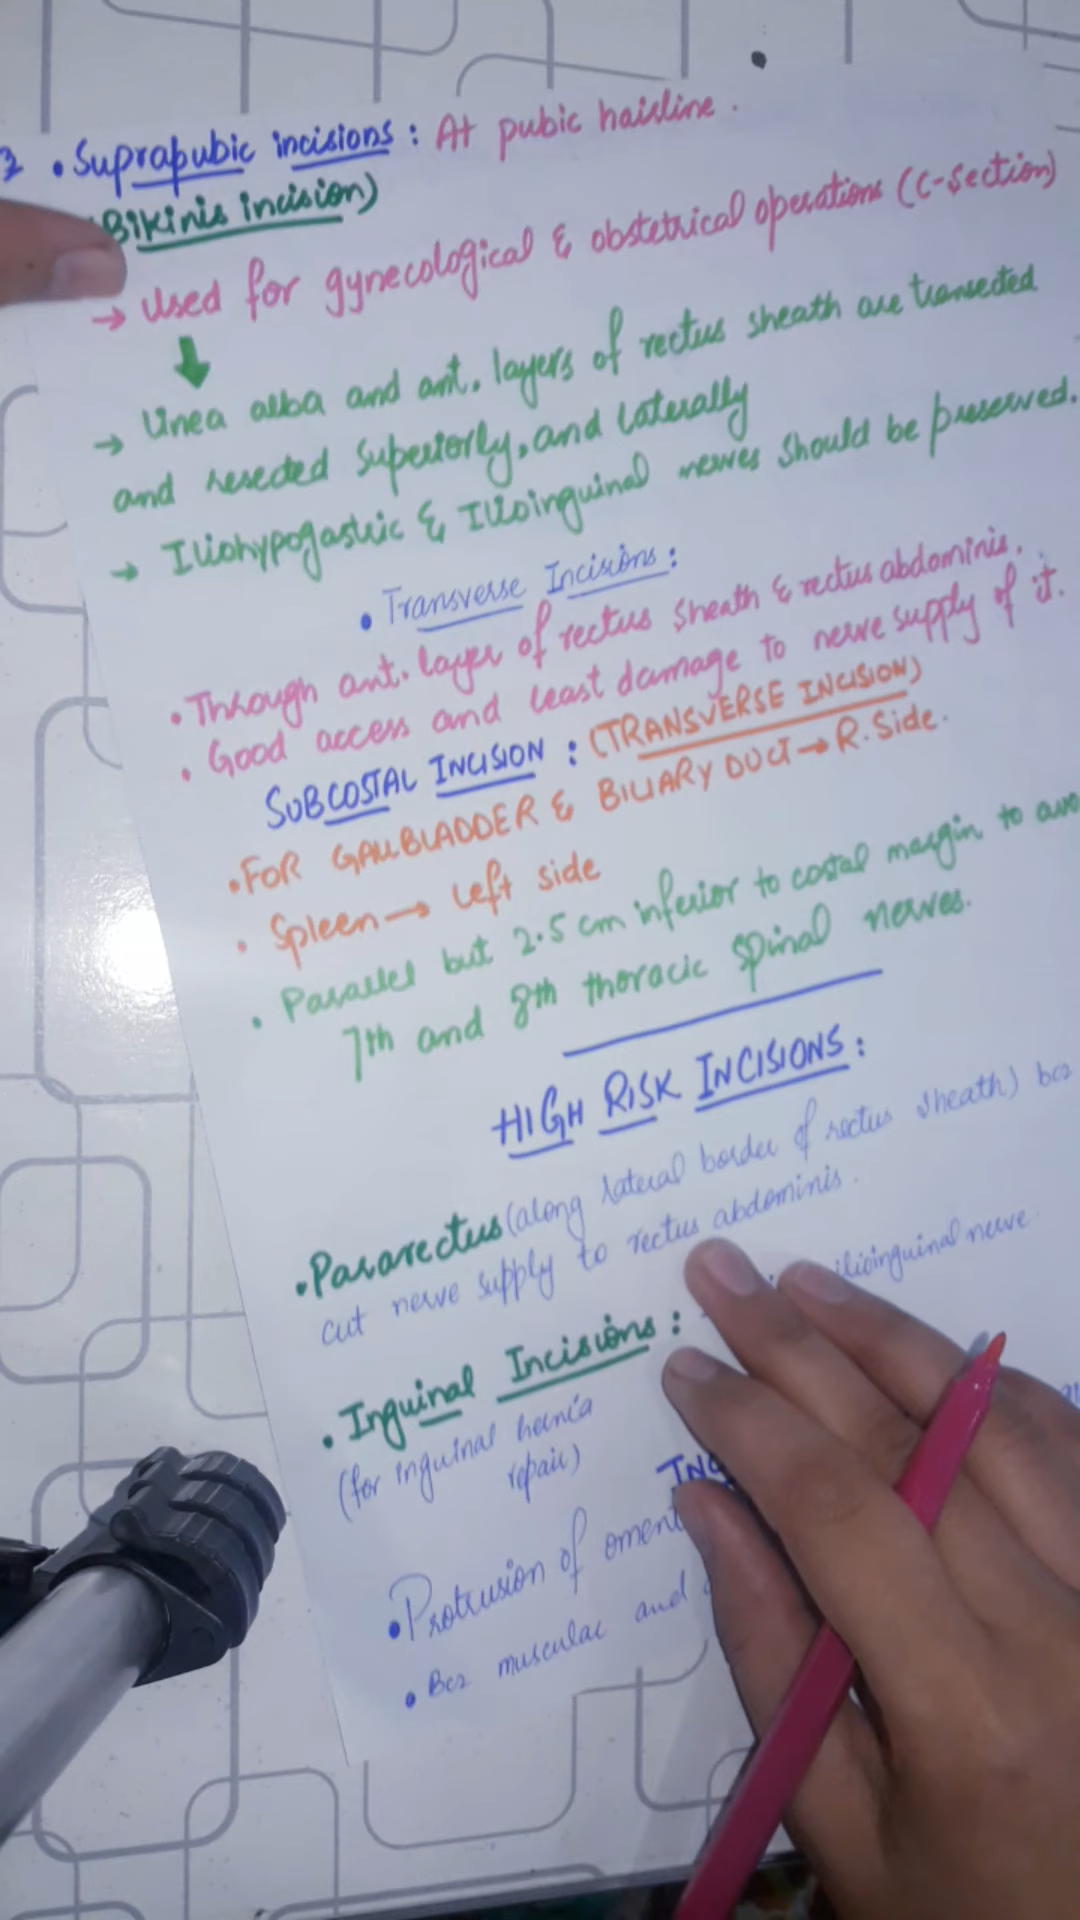 • Suprapubic incisions: At pubic hairline.
Bikinis incision)
→ Used for gynecological & obstetrical operations (C-section)
→ Linea alba and ant. layers of rectus sheath are transected
and reseded Superiorly, and laterally
→ Iliohypogastric & Ilioinguinal nerves should be preserved.
• Transverse Incisions:
• Through ant. layer of rectus sheath & rectus abdominis.
• Good access and least damage to nerve supply of it.
SUBCOSTAL INCISION: (TRANSVERSE INCISION)
• FOR GALLBLADDER & BILIARY DUCT → R. Side.
• Spleen → left side
• Parallel but 2.5 cm inferior to costal margin to
7th and 8th thoracic spinal nerves.
HIGH RISK INCISIONS:
• Pararectus (along lateral border of rectus sheath) bcz
cut nerve supply to rectus abdominis.
• Inguinal Incisions: ilioinguinal nerve
(for inguinal hernia
repair)
• Protrusion of
• Bcz muscular and